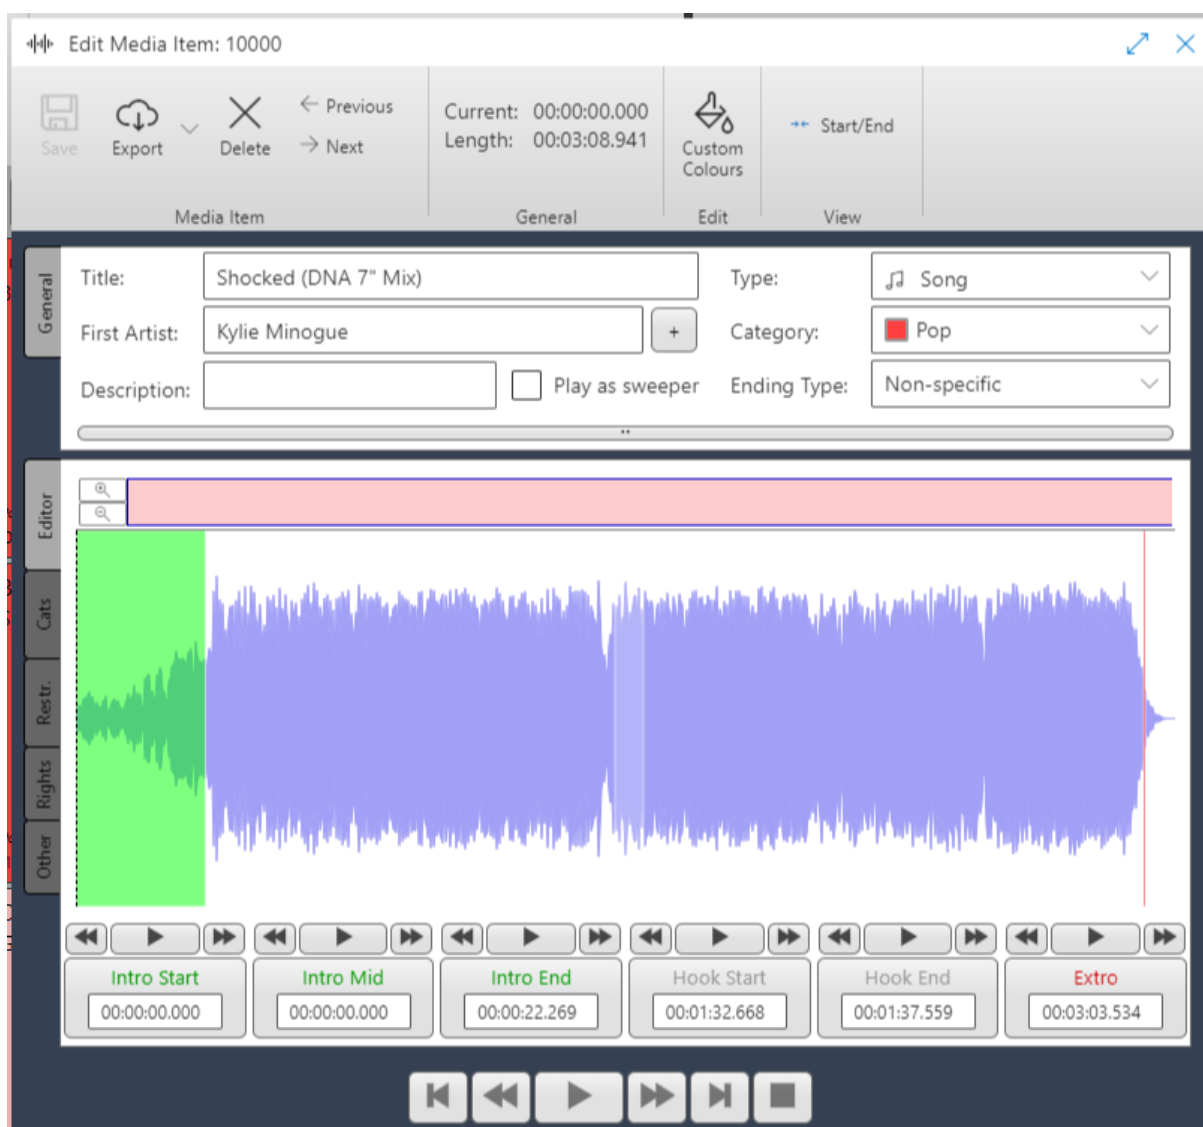 Edit Media Item: 10000
Save
Export
Delete
Previous
Next
Media Item
Current: 00:00:00.000
Length: 00:03:08.941
General
Custom
Colours
Edit
Start/End
View
General
Title: Shocked (DNA 7" Mix)
Type: Song
First Artist: Kylie Minogue +
Category: Pop
Description: Play as sweeper
Ending Type: Non-specific
Editor
Cats
Restr.
Rights
Other
Intro Start Intro Mid Intro End Hook Start Hook End Extro
00:00:00.000 00:00:00.000 00:00:22.269 00:01:32.668 00:01:37.559 00:03:03.534